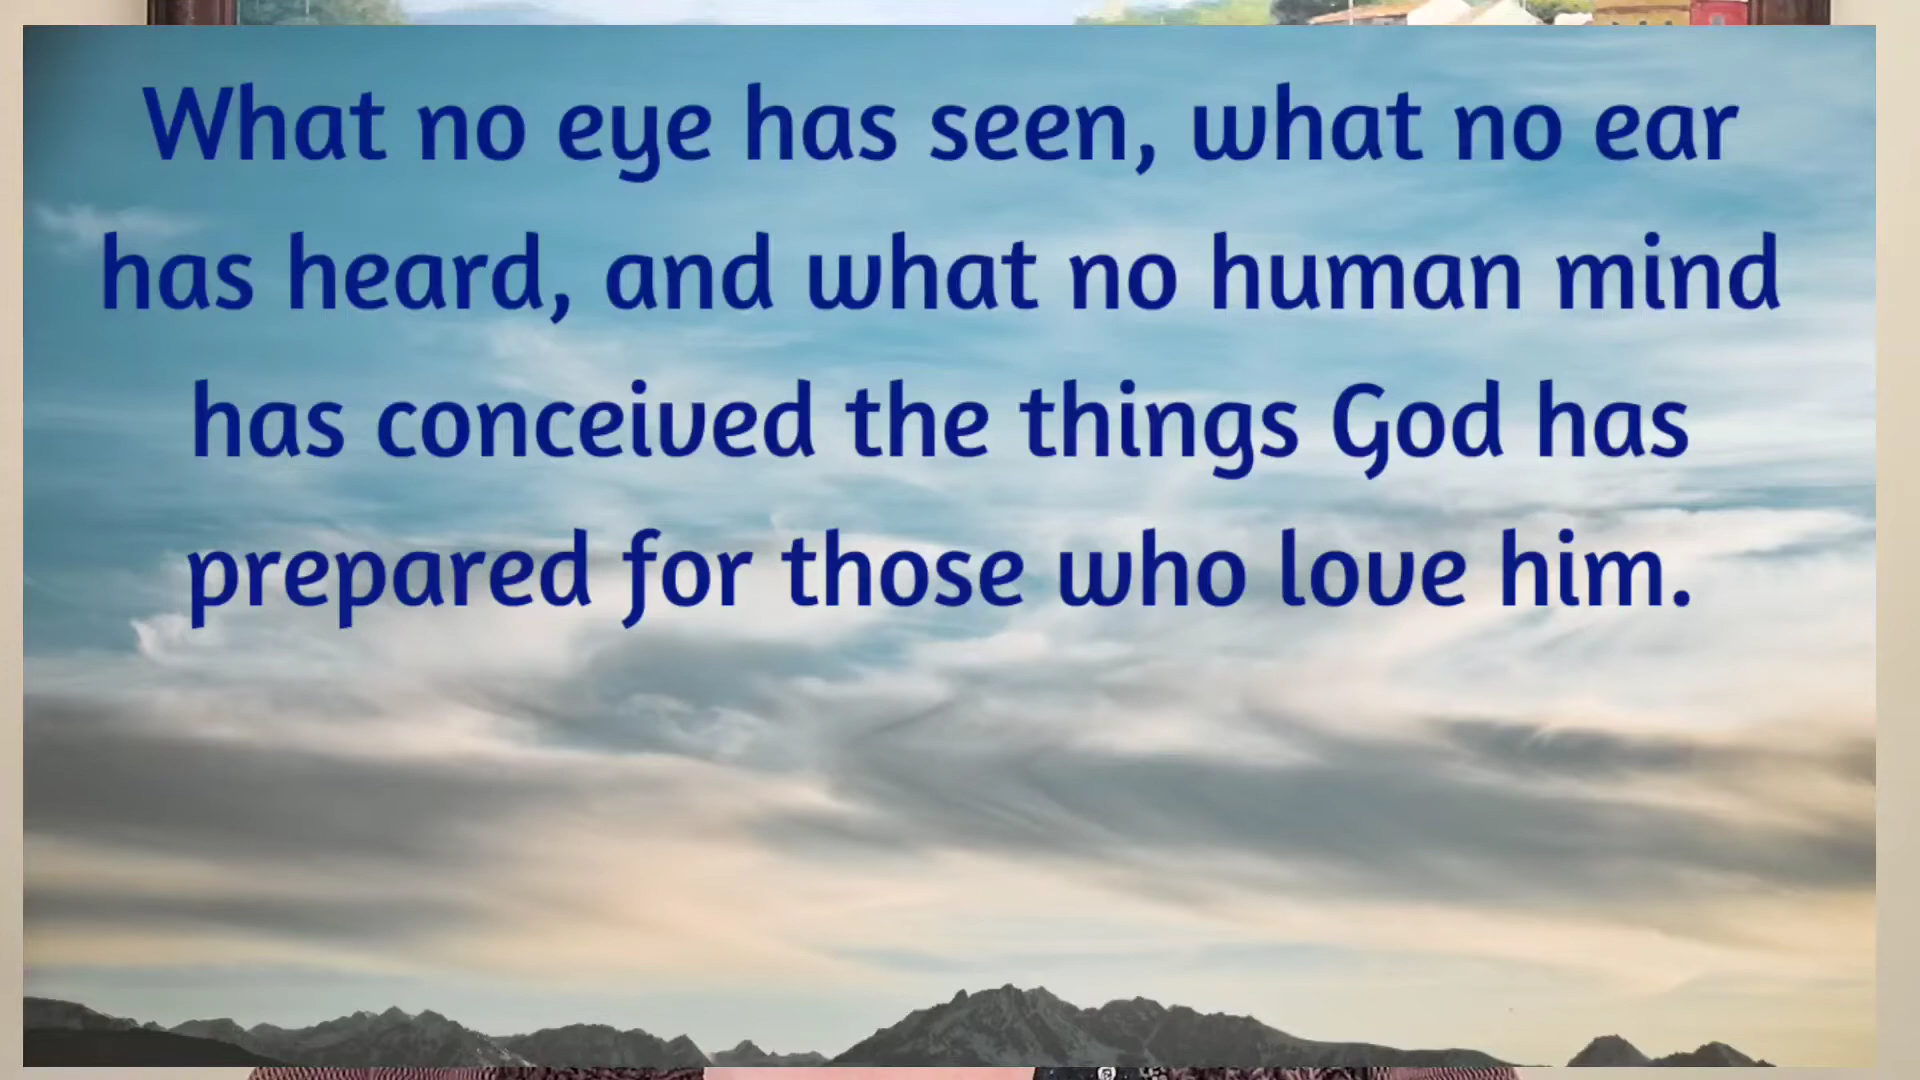 What no eye has seen, what no ear
has heard, and what no human mind
has conceived the things God has
prepared for those who love him.